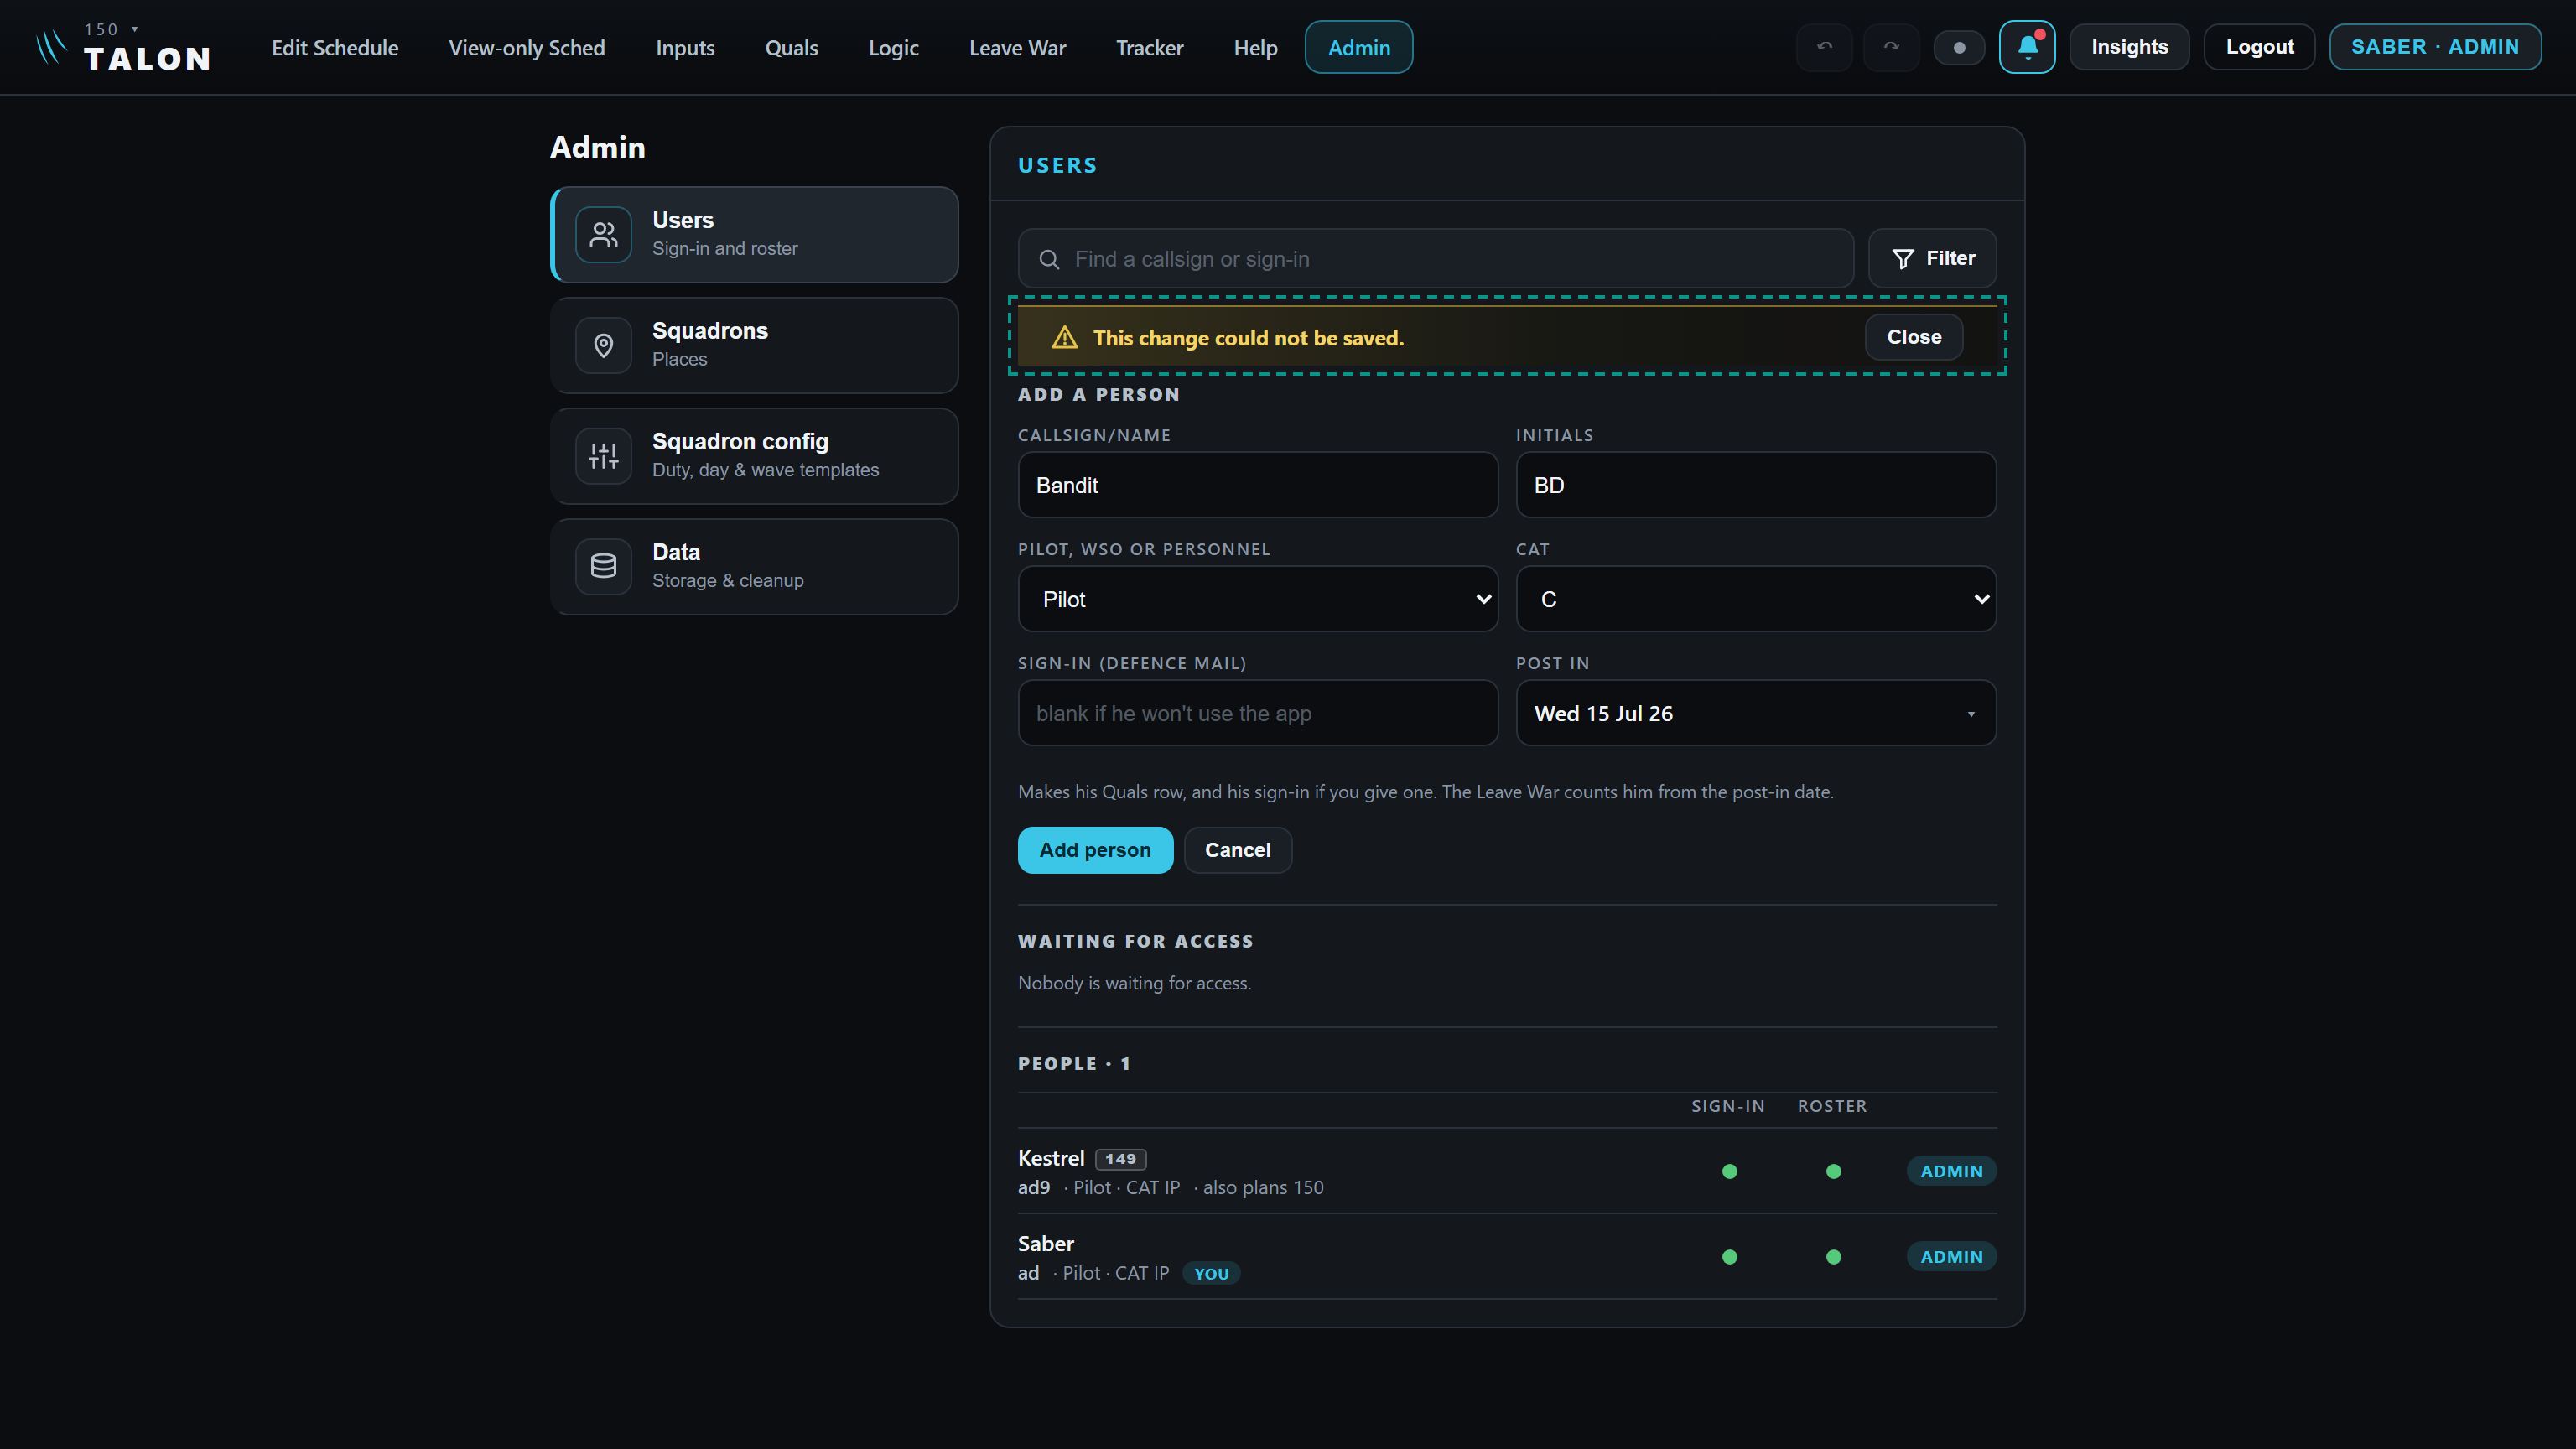 150 ▾
TALON
Edit Schedule
View-only Sched
Inputs
Quals
Logic
Leave War
Tracker
Help
Admin
Insights
Logout
SABER · ADMIN
Admin
Users
Sign-in and roster
Squadrons
Places
Squadron config
Duty, day & wave templates
Data
Storage & cleanup
USERS
Find a callsign or sign-in
Filter
This change could not be saved.
Close
ADD A PERSON
CALLSIGN/NAME
INITIALS
Bandit
BD
PILOT, WSO OR PERSONNEL
CAT
Pilot
C
SIGN-IN (DEFENCE MAIL)
POST IN
blank if he won't use the app
Wed 15 Jul 26
Makes his Quals row, and his sign-in if you give one. The Leave War counts him from the post-in date.
Add person
Cancel
WAITING FOR ACCESS
Nobody is waiting for access.
PEOPLE · 1
SIGN-IN
ROSTER
Kestrel 149
ad9 · Pilot · CAT IP · also plans 150
ADMIN
Saber
ad · Pilot · CAT IP YOU
ADMIN